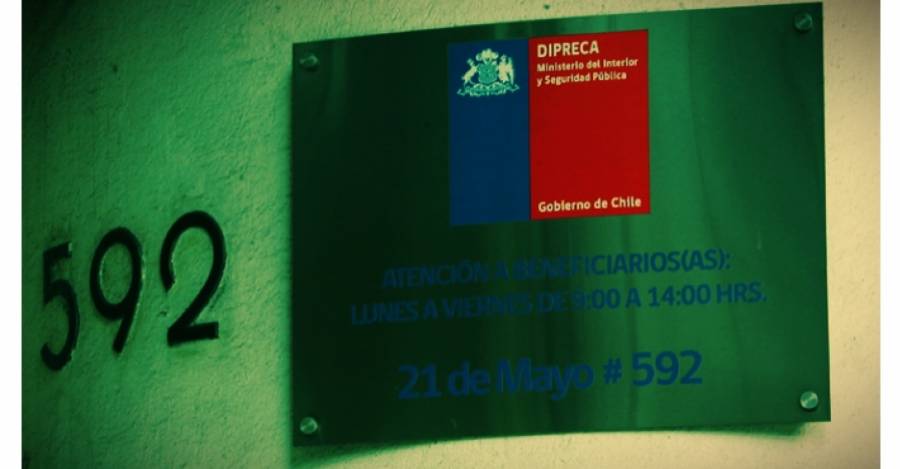 592
DIPRECA
Ministerio del Interior
y Seguridad Pública
Gobierno de Chile
ATENCIÓN A BENEFICIARIOS(AS):
LUNES A VIERNES DE 9:00 A 14:00 HRS.
21 de Mayo # 592